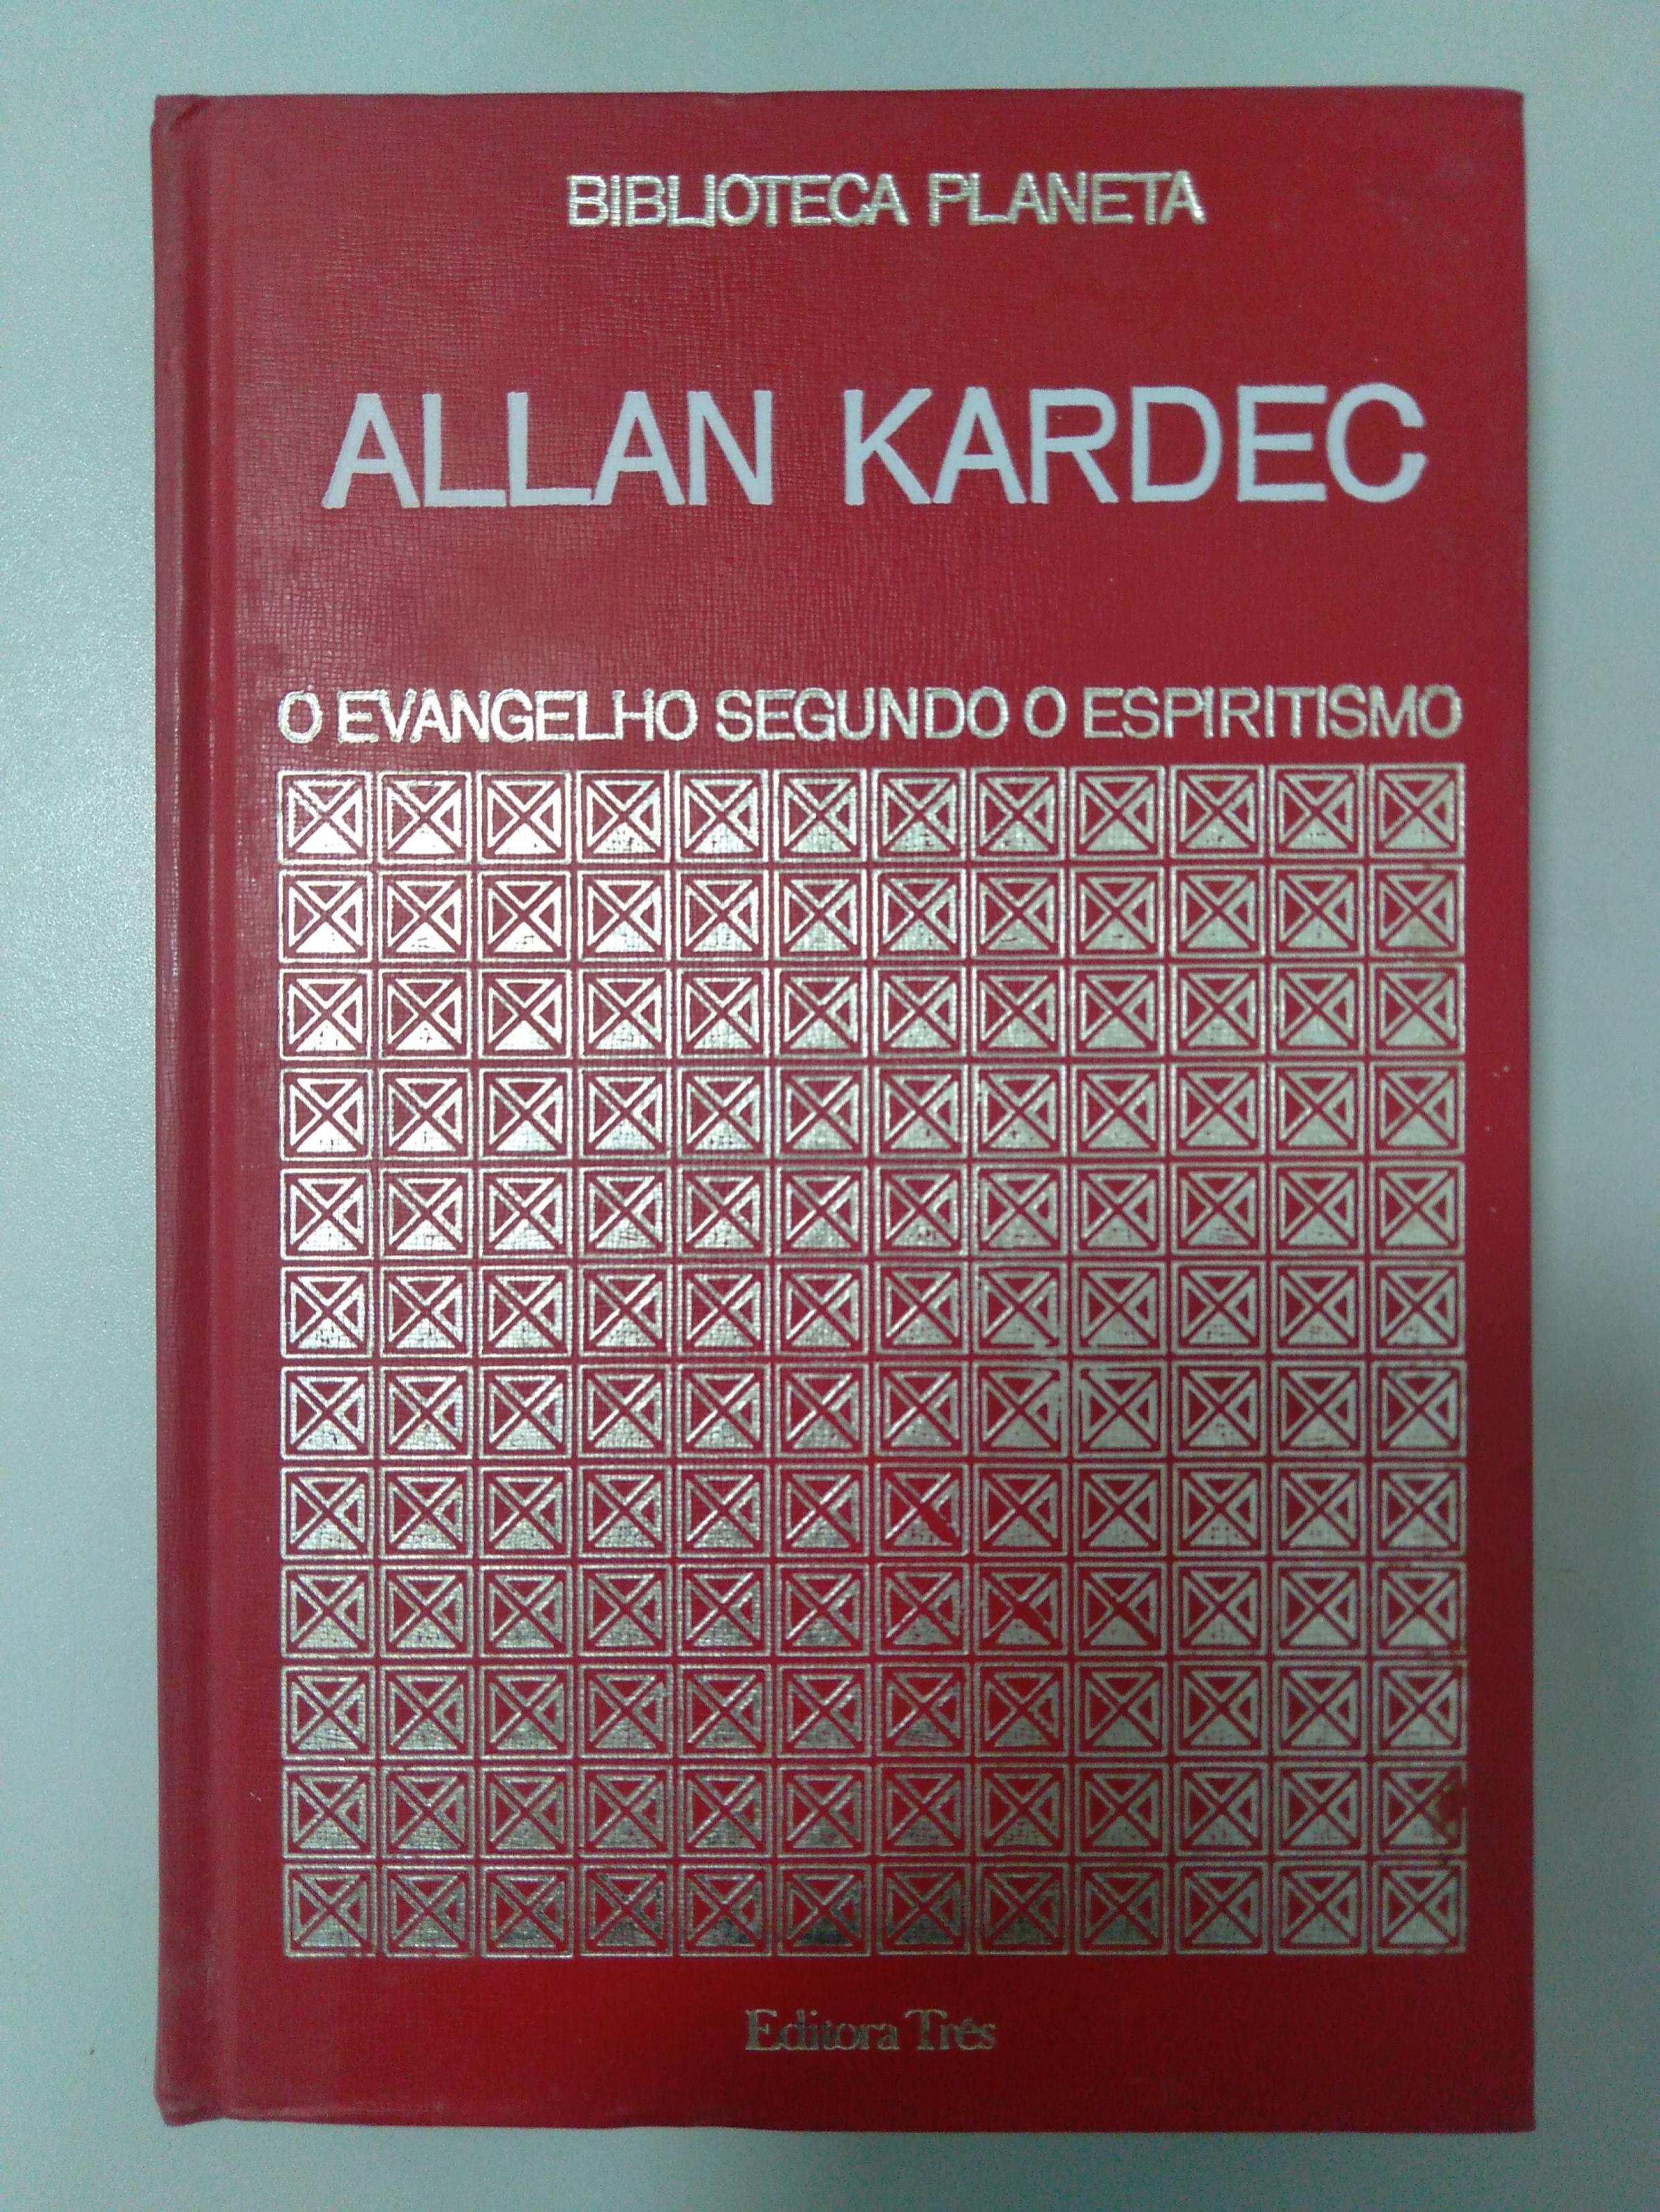 BIBLIOTECA PLANETA
ALLAN KARDEC
O EVANGELHO SEGUNDO O ESPIRITISMO
Editora Três